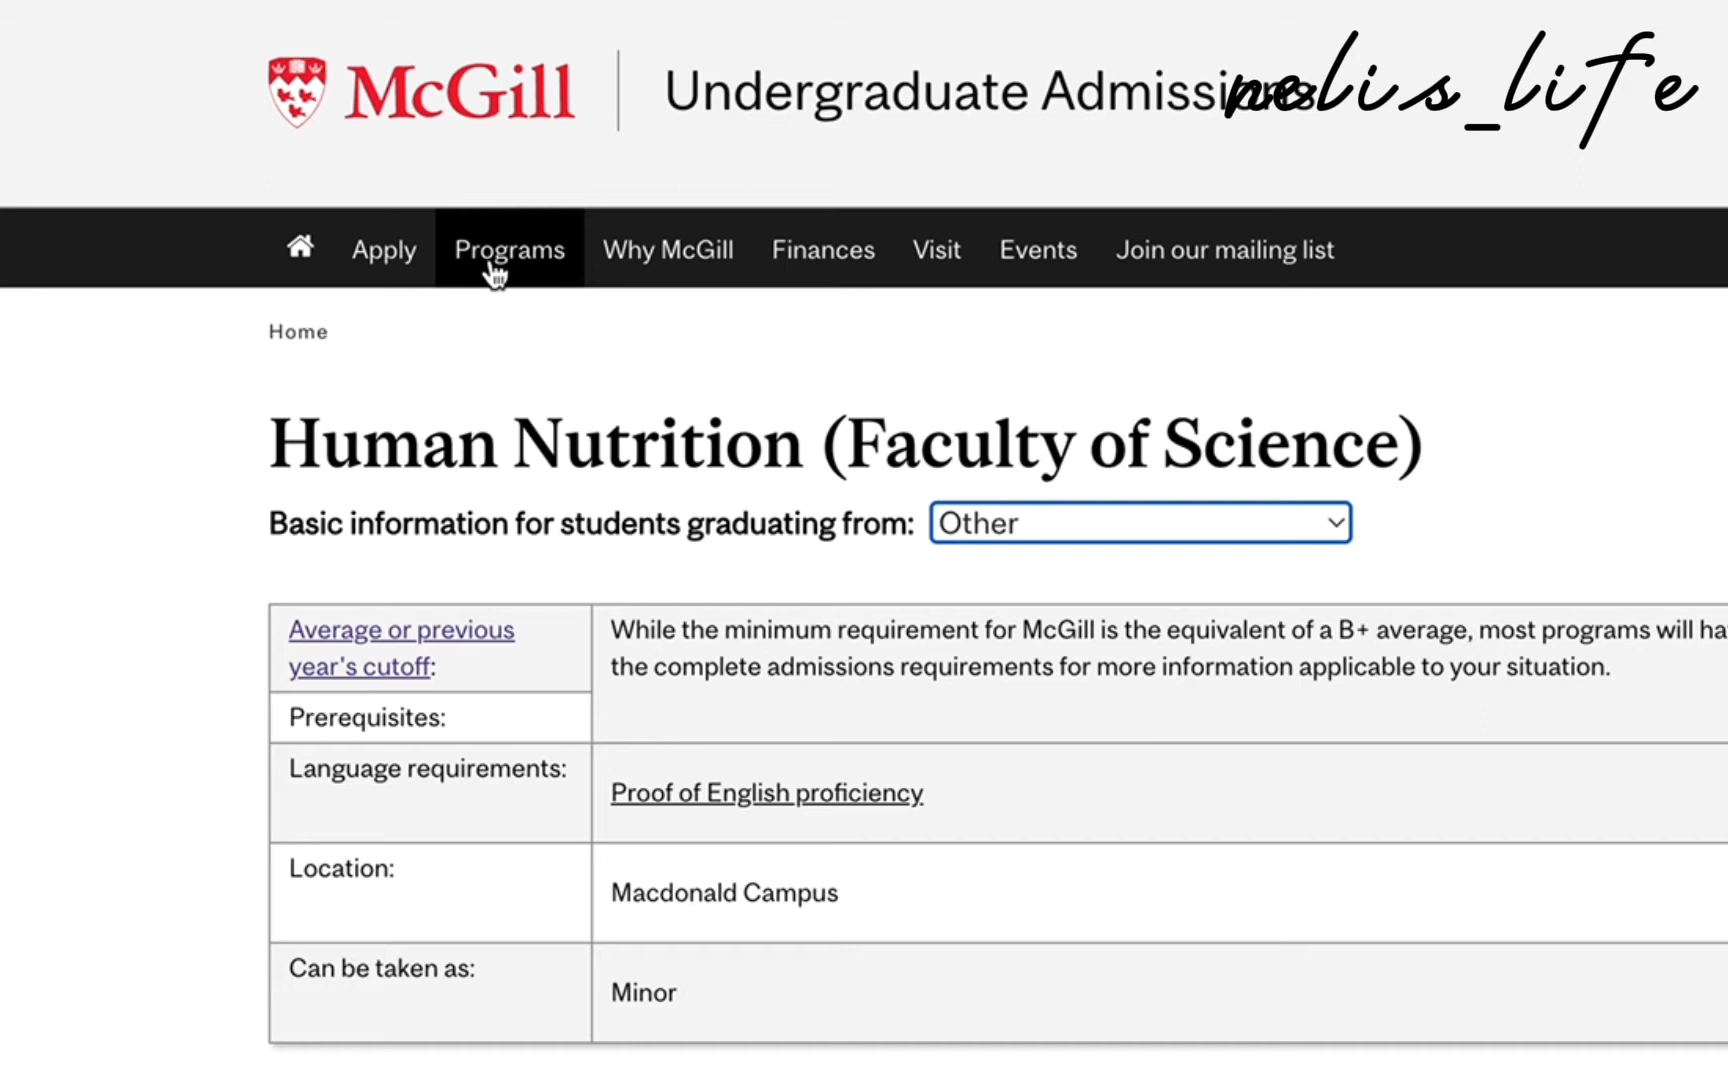 McGill
Undergraduate Admissions
nelis_life
Apply Programs Why McGill Finances Visit Events Join our mailing list
Home
Human Nutrition (Faculty of Science)
Basic information for students graduating from: Other
Average or previous
year's cutoff:
While the minimum requirement for McGill is the equivalent of a B+ average, most programs will
the complete admissions requirements for more information applicable to your situation.
Prerequisites:
Language requirements:
Proof of English proficiency
Location:
Macdonald Campus
Can be taken as:
Minor